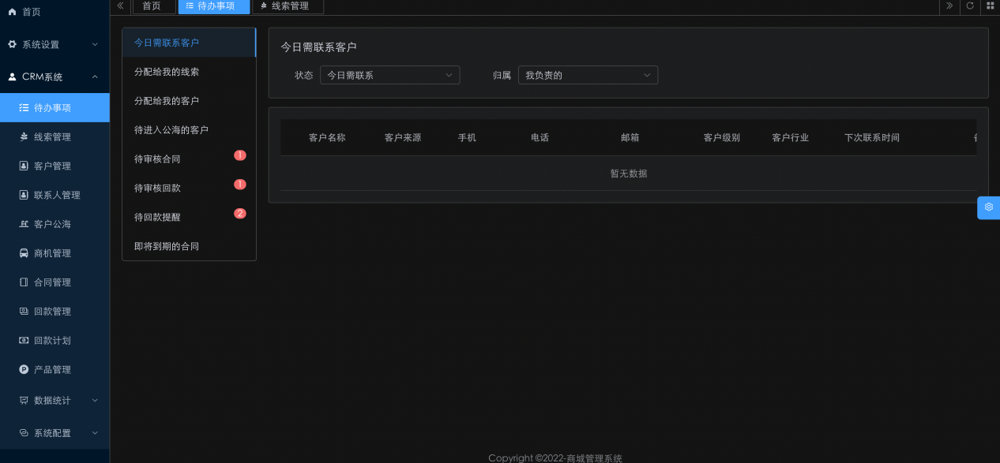 首页
系统设置
CRM系统
待办事项
线索管理
客户管理
联系人管理
客户公海
商机管理
合同管理
回款管理
回款计划
产品管理
数据统计
系统配置
首页 待办事项 线索管理
今日需联系客户
分配给我的线索
分配给我的客户
待进入公海的客户
待审核合同 1
待审核回款 1
待回款提醒 2
即将到期的合同
今日需联系客户
状态 今日需联系 归属 我负责的
客户名称 客户来源 手机 电话 邮箱 客户级别 客户行业 下次联系时间
暂无数据
Copyright ©2022-商城管理系统